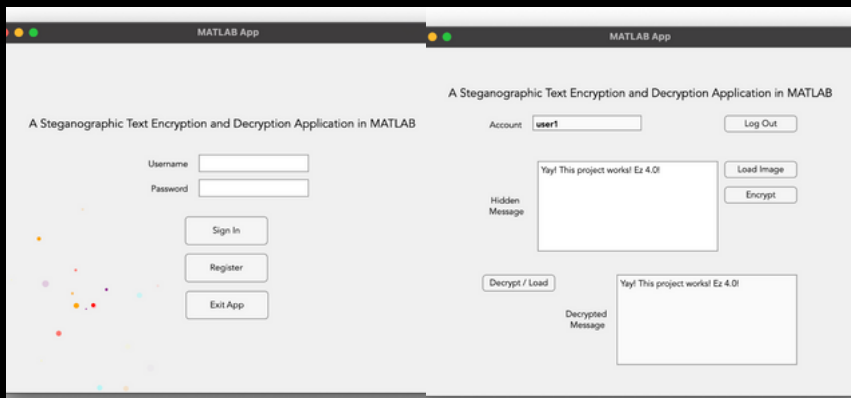 MATLAB App
A Steganographic Text Encryption and Decryption Application in MATLAB
Username
Password
Sign In
Register
Exit App
MATLAB App
A Steganographic Text Encryption and Decryption Application in MATLAB
Account user1 Log Out
Yay! This project works! Ez 4.0! Load Image
Encrypt
Hidden
Message
Decrypt / Load Yay! This project works! Ez 4.0!
Decrypted
Message